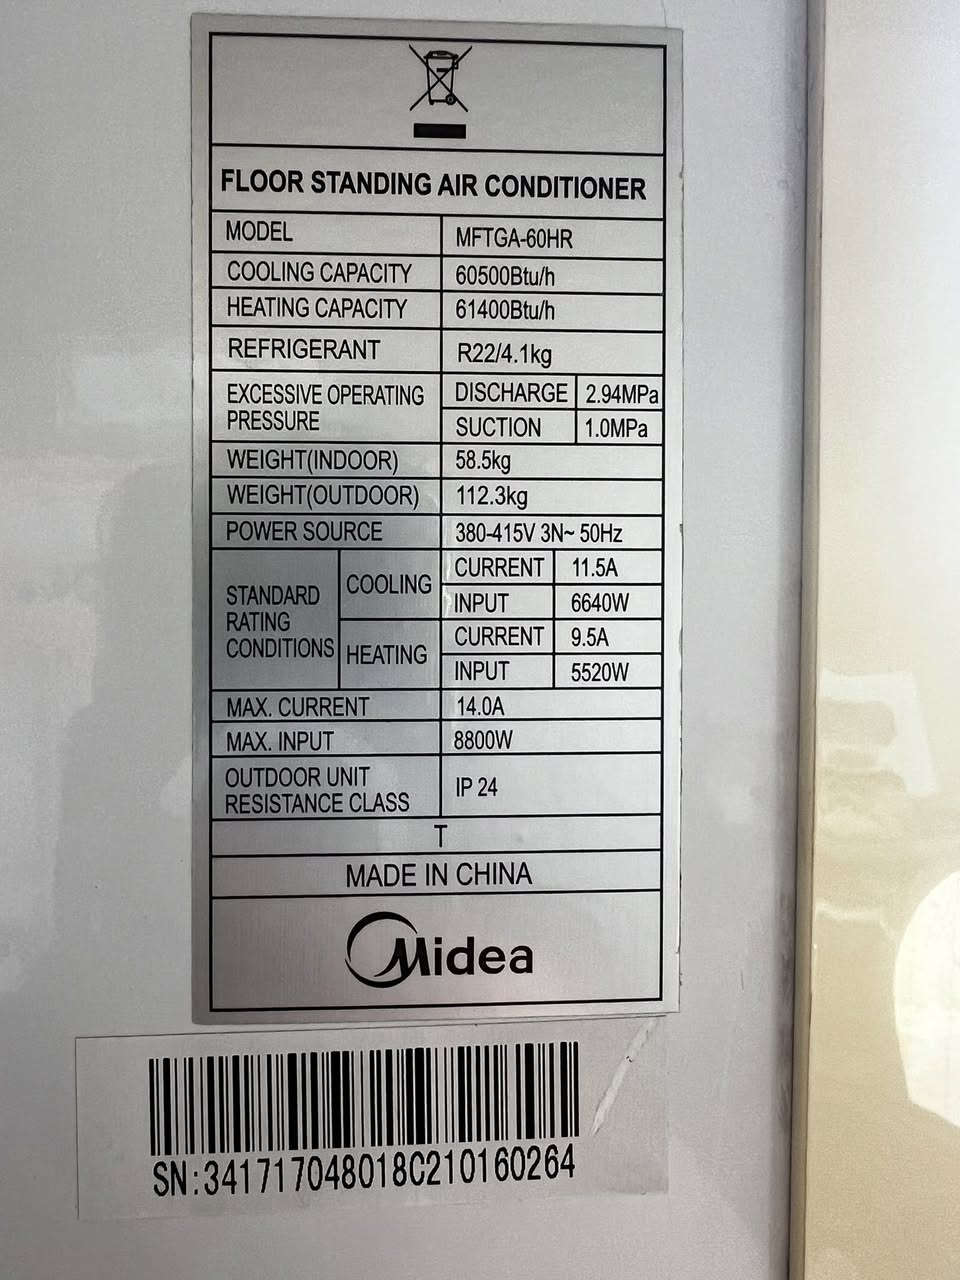 FLOOR STANDING AIR CONDITIONER
MODEL MFTGA-60HR
COOLING CAPACITY 60500Btu/h
HEATING CAPACITY 61400Btu/h
REFRIGERANT R22/4.1kg
EXCESSIVE OPERATING PRESSURE
DISCHARGE 2.94MPa
SUCTION 1.0MPa
WEIGHT(INDOOR) 58.5kg
WEIGHT(OUTDOOR) 112.3kg
POWER SOURCE 380-415V 3N~ 50Hz
STANDARD
RATING
CONDITIONS
COOLING
CURRENT 11.5A
INPUT 6640W
HEATING
CURRENT 9.5A
INPUT 5520W
MAX. CURRENT 14.0A
MAX. INPUT 8800W
OUTDOOR UNIT
RESISTANCE CLASS
IP 24
T
MADE IN CHINA
Midea
SN:341717048018C210160264